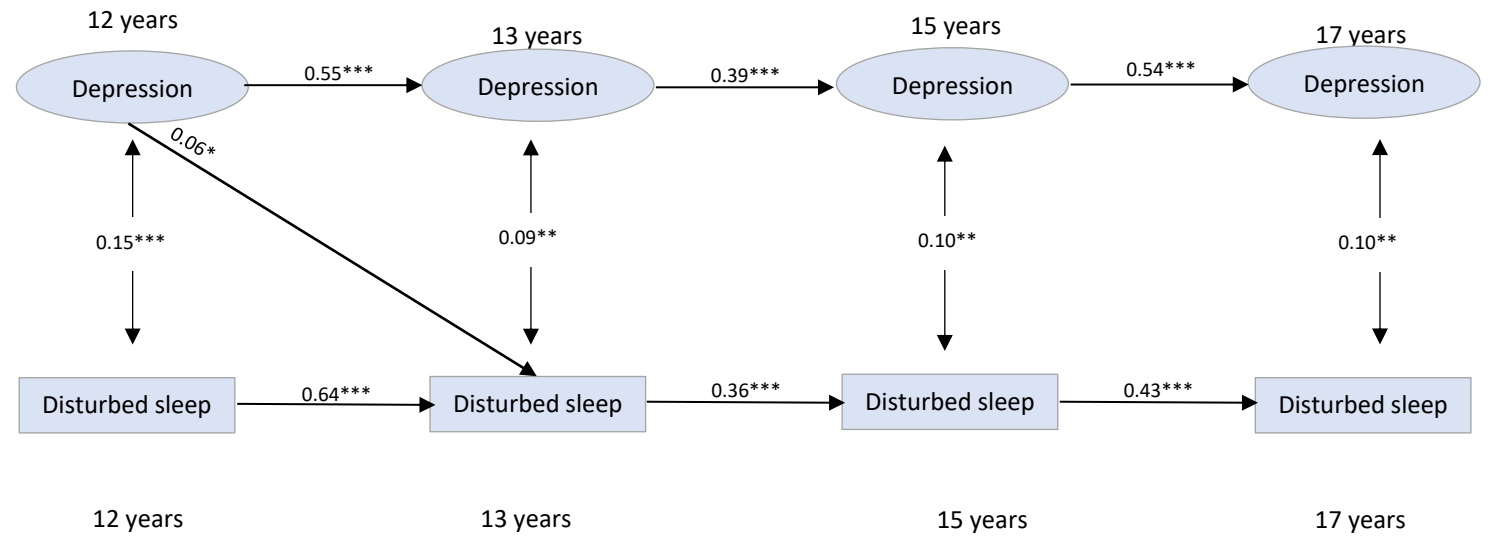 12 years
13 years
15 years
17 years
Depression
0.55***
Depression
0.39***
Depression
0.54***
Depression
0.06*
0.15***
0.09**
0.10**
0.10**
Disturbed sleep
0.64***
Disturbed sleep
0.36***
Disturbed sleep
0.43***
Disturbed sleep
12 years
13 years
15 years
17 years